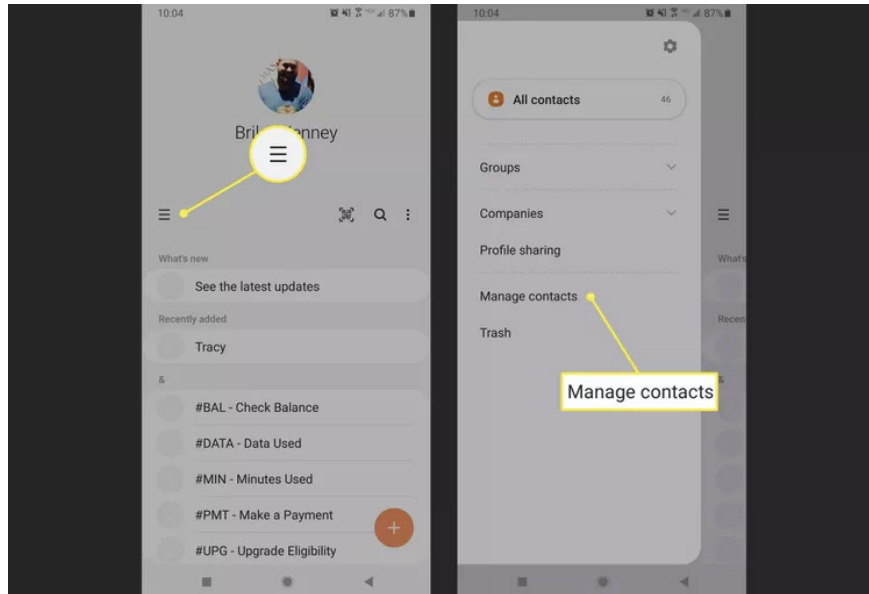 10:04
87%
Bri
nney
What's new
See the latest updates
Recently added
Tracy
&
#BAL - Check Balance
#DATA - Data Used
#MIN - Minutes Used
#PMT - Make a Payment
#UPG - Upgrade Eligibility
10:04
87%
All contacts
46
Groups
Companies
Profile sharing
Manage contacts
Trash
Manage contacts
What's
Recen
&